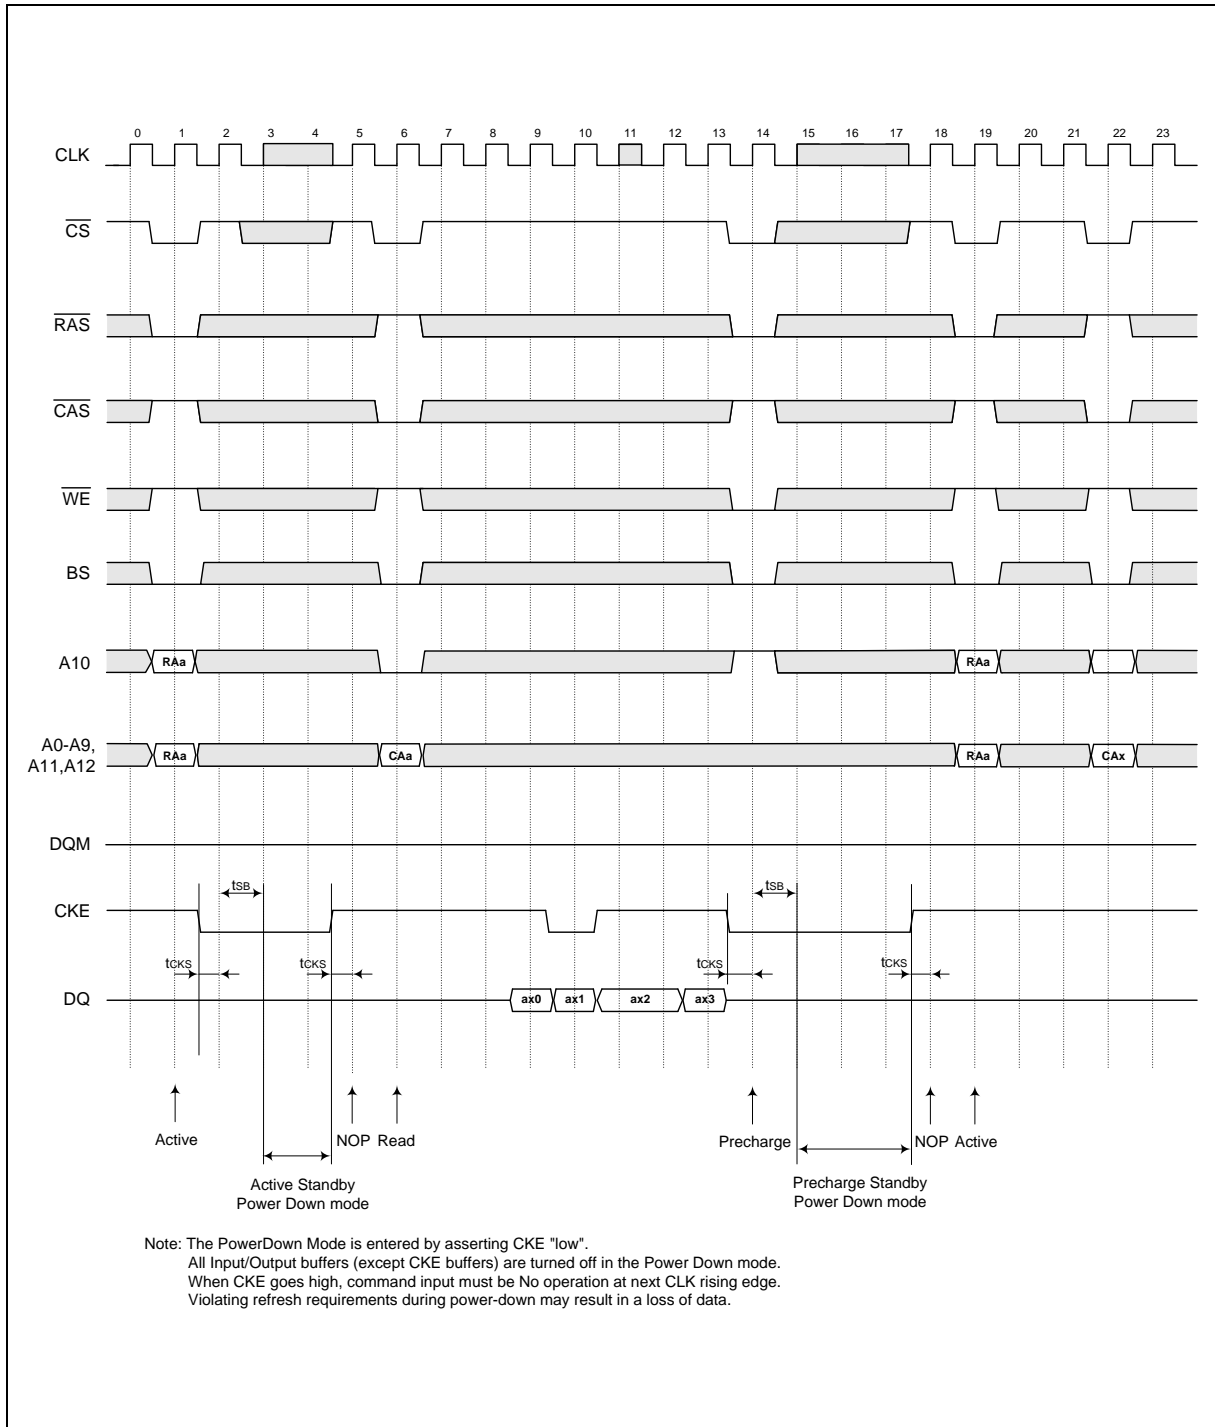 0 1 2 3 4 5 6 7 8 9 10 11 12 13 14 15 16 17 18 19 20 21 22 23
CLK
CS
RAS
CAS
WE
BS
A10 RAa RAa
A0-A9,
A11,A12
RAa CAa RAa CAx
DQM
tSB tSB
CKE
tCKS tCKS tCKS tCKS
DQ ax0 ax1 ax2 ax3
Active NOP Read Precharge NOP Active
Active Standby
Power Down mode
Precharge Standby
Power Down mode
Note: The PowerDown Mode is entered by asserting CKE "low".
All Input/Output buffers (except CKE buffers) are turned off in the Power Down mode.
When CKE goes high, command input must be No operation at next CLK rising edge.
Violating refresh requirements during power-down may result in a loss of data.